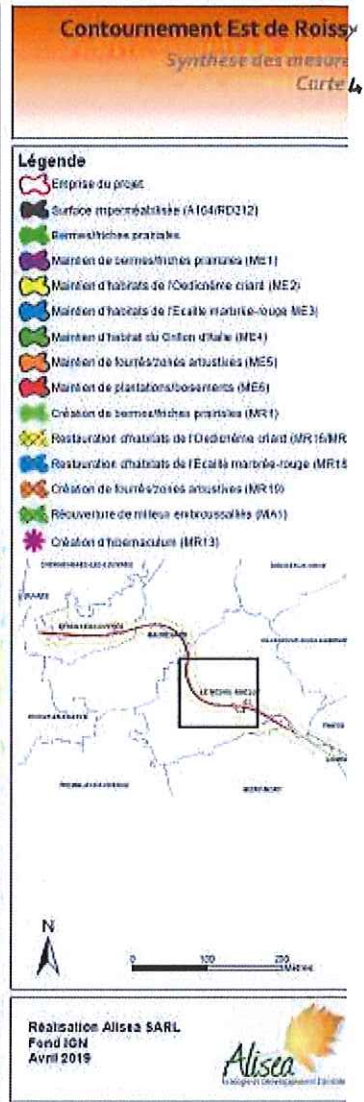 Contournement Est de Roissy
Synthèse des mesure
Carte 4
Légende
Emprise du projet
Surface imperméabilisée (A104/RD212)
Bermes/friches prairiales
Maintien de bermes/friches prairiales (ME1)
Maintien d'habitats de l'Oedicnème criard (ME2)
Maintien d'habitats de l'Ecaille marbrée-rouge ME3)
Maintien d'habitat du Grillon d'Italie (ME4)
Maintien de fourrés/zones arbustives (ME5)
Maintien de plantations/boisements (ME6)
Création de bermes/friches prairiales (MR1)
Restauration d'habitats de l'Oedicnème criard (MR16/MR
Restauration d'habitats de l'Ecaille marbrée-rouge (MR18
Création de fourrés/zones arbustives (MR19)
Réouverture de milieux embroussaillés (MA1)
Création d'hibernaculum (MR13)
N
0 100 200
Mètres
Réalisation Alisea SARL
Fond IGN
Avril 2019
Alisea